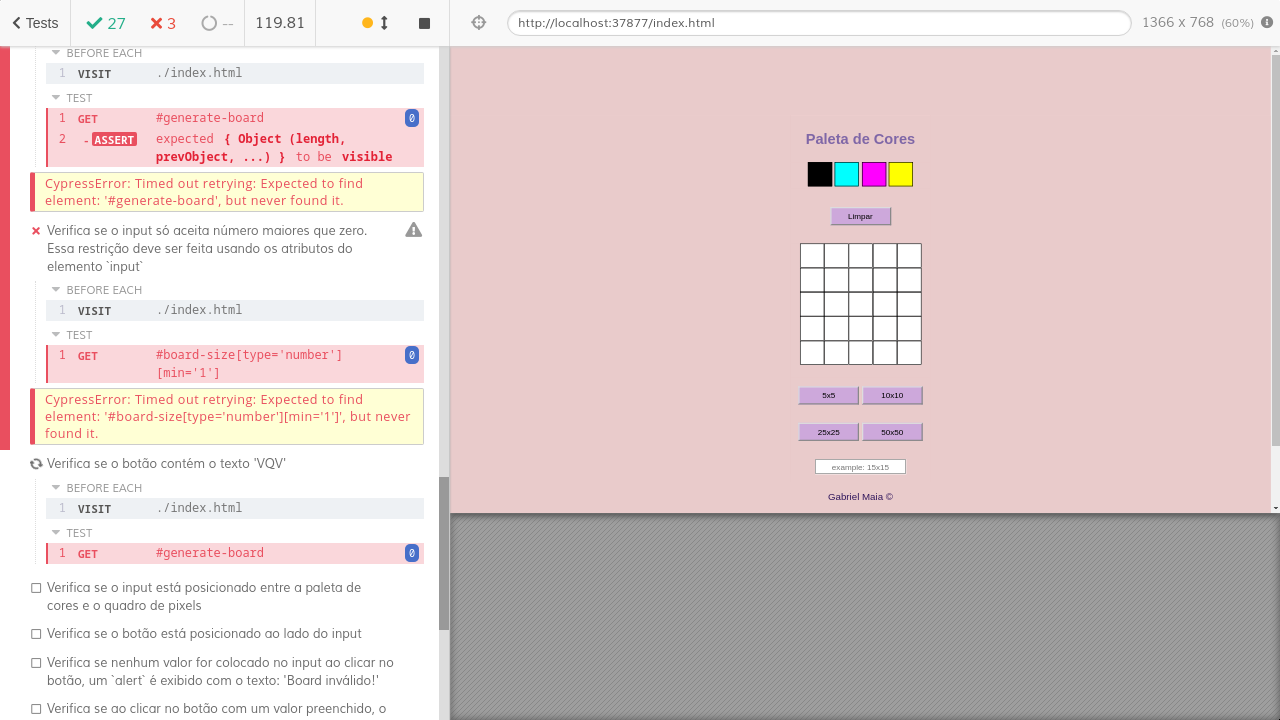 Tests
27
3
--
119.81
http://localhost:37877/index.html
1366 x 768 (60%)
BEFORE EACH
1 VISIT ./index.html
TEST
1 GET #generate-board 0
2 - ASSERT expected { Object (length,
prevObject, ...) } to be visible
CypressError: Timed out retrying: Expected to find
element: '#generate-board', but never found it.
Verifica se o input só aceita número maiores que zero.
Essa restrição deve ser feita usando os atributos do
elemento `input`
BEFORE EACH
1 VISIT ./index.html
TEST
1 GET #board-size[type='number'] 0
[min='1']
CypressError: Timed out retrying: Expected to find
element: '#board-size[type='number'][min='1']', but never
found it.
Verifica se o botão contém o texto 'VQV'
BEFORE EACH
1 VISIT ./index.html
TEST
1 GET #generate-board 0
Verifica se o input está posicionado entre a paleta de
cores e o quadro de pixels
Verifica se o botão está posicionado ao lado do input
Verifica se nenhum valor for colocado no input ao clicar no
botão, um `alert` é exibido com o texto: 'Board inválido!'
Verifica se ao clicar no botão com um valor preenchido, o
Paleta de Cores
Limpar
5x5 10x10
25x25 50x50
example: 15x15
Gabriel Maia ©